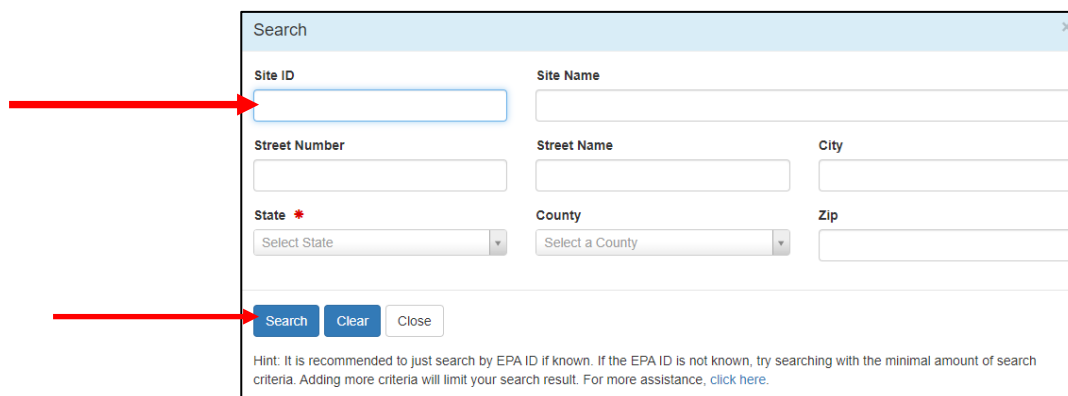 Search ×
Site ID Site Name
Street Number Street Name City
State * County Zip
Select State Select a County
Search Clear Close
Hint: It is recommended to just search by EPA ID if known. If the EPA ID is not known, try searching with the minimal amount of search
criteria. Adding more criteria will limit your search result. For more assistance, click here.